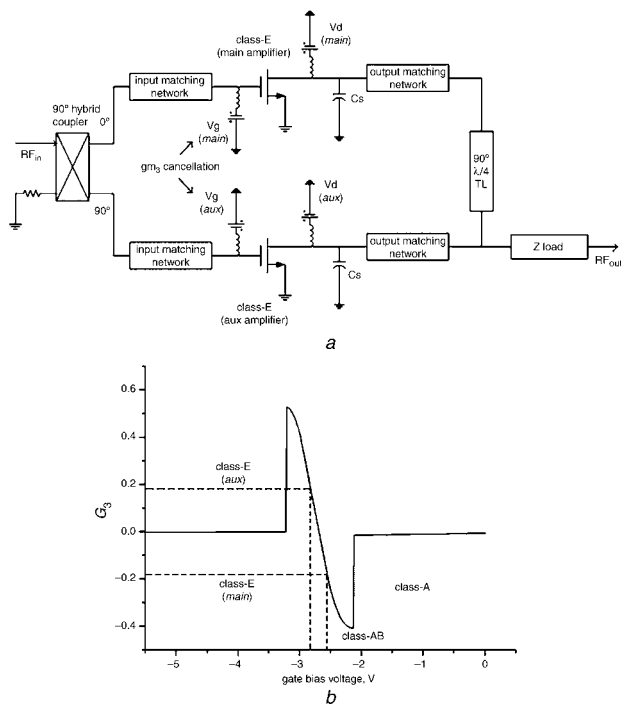 class-E
(main amplifier)
Vd
(main)
input matching
network
output matching
network
Cs
90° hybrid
coupler
0°
RFin
Vg
(main)
gm3 cancellation
90°
λ/4
TL
Vg
(aux)
Vd
(aux)
90°
input matching
network
output matching
network
Z load
RFout
Cs
class-E
(aux amplifier)
a
0.6
0.4
0.2
0.0
−0.2
−0.4
G3
class-E
(aux)
class-E
(main)
class-A
class-AB
−5
−4
−3
−2
−1
0
gate bias voltage, V
b